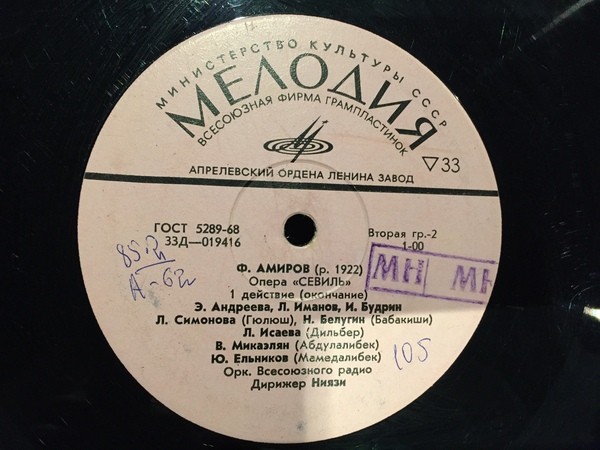 МИНИСТЕРСТВО КУЛЬТУРЫ СССР
МЕЛОДИЯ
ВСЕСОЮЗНАЯ ФИРМА ГРАМПЛАСТИНОК
▽33
АПРЕЛЕВСКИЙ ОРДЕНА ЛЕНИНА ЗАВОД
ГОСТ 5289-68
33Д—019416
Вторая гр.-2
1-00
МН МН
Ф. АМИРОВ (р. 1922)
Опера «СЕВИЛЬ»
1 действие (окончание)
Э. Андреева, Л. Иманов, И. Будрин
Л. Симонова (Гюлюш), Н. Белугин (Бабакиши)
Л. Исаева (Дильбер)
В. Микаэлян (Абдулалибек)
Ю. Ельников (Мамедалибек)
Орк. Всесоюзного радио
Дирижер Ниязи
105